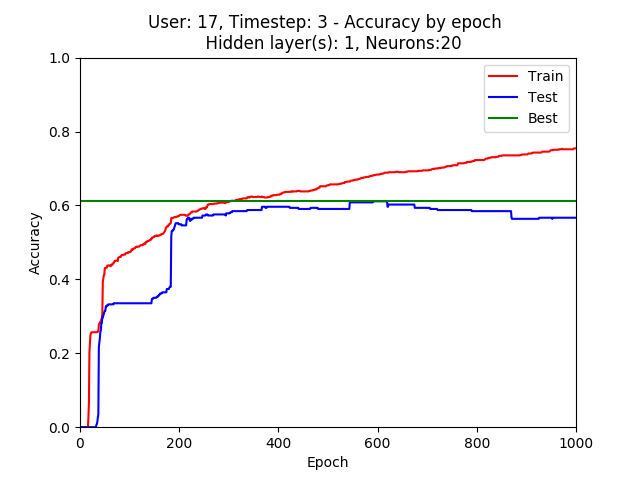 User: 17, Timestep: 3 - Accuracy by epoch
Hidden layer(s): 1, Neurons:20
1.0
0.8
0.6
0.4
0.2
0.0
Accuracy
Train
Test
Best
0
200
400
600
800
1000
Epoch